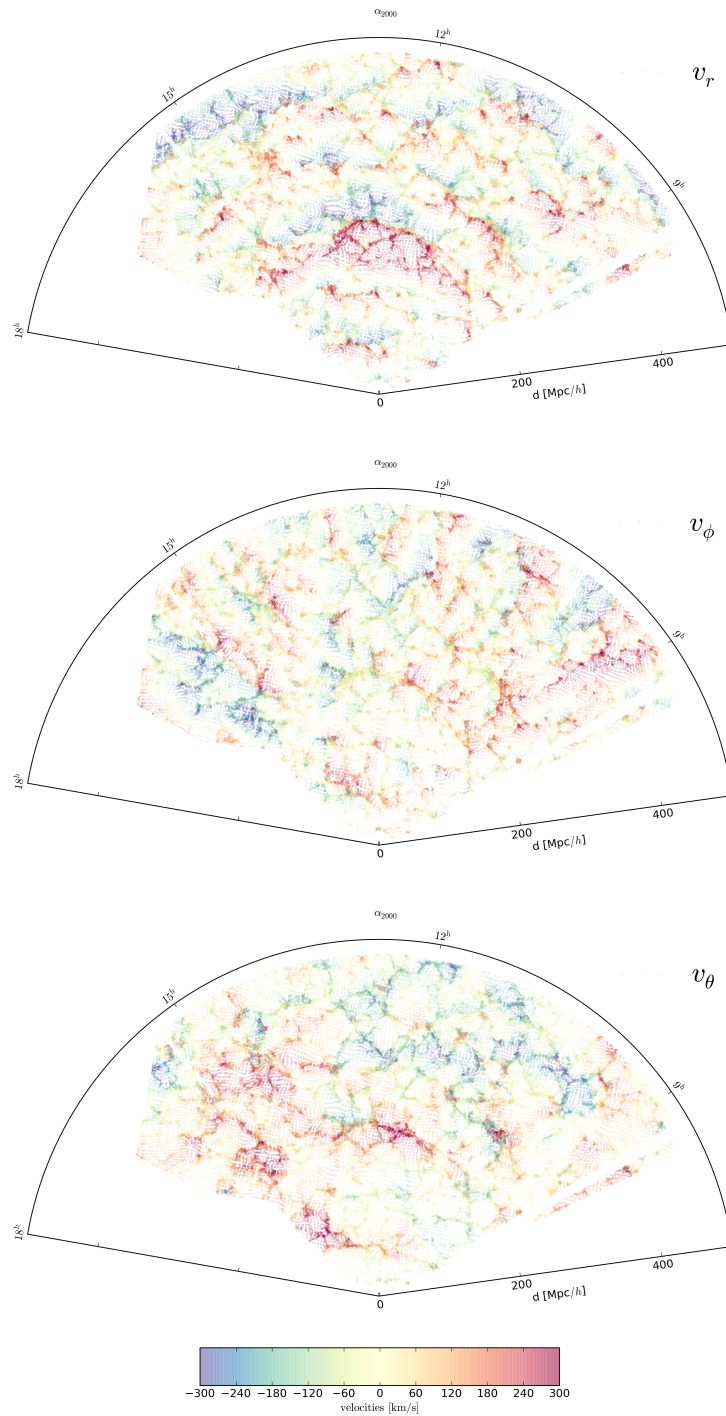 α2000
12h
vr
15h
9h
18h
0
200
400
d [Mpc/h]
α2000
12h
vϕ
15h
9h
18h
0
200
400
d [Mpc/h]
α2000
12h
vθ
15h
9h
18h
0
200
400
d [Mpc/h]
−300 −240 −180 −120 −60 0 60 120 180 240 300
velocities [km/s]